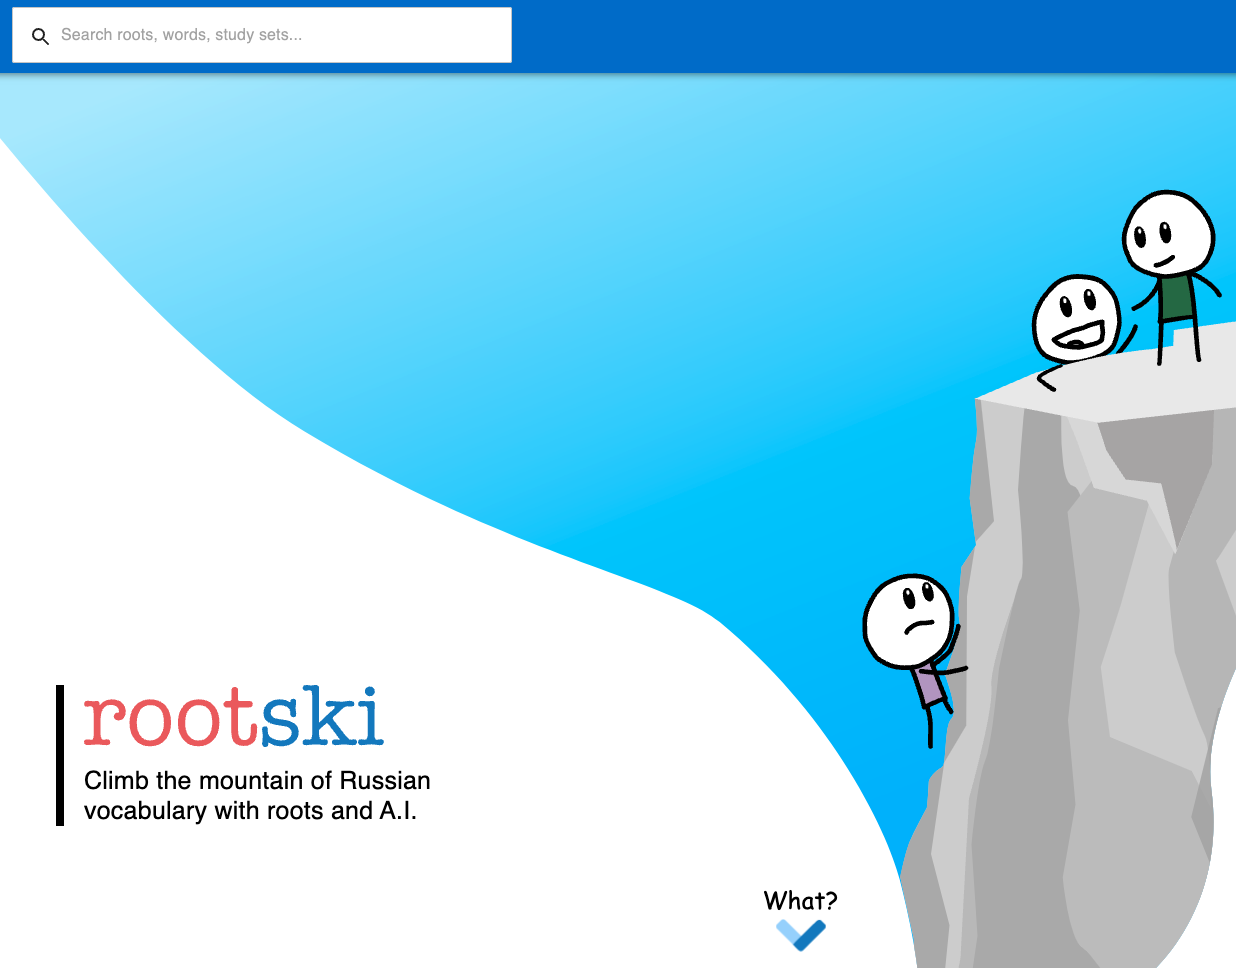 Search roots, words, study sets...
rootski
Climb the mountain of Russian
vocabulary with roots and A.I.
What?